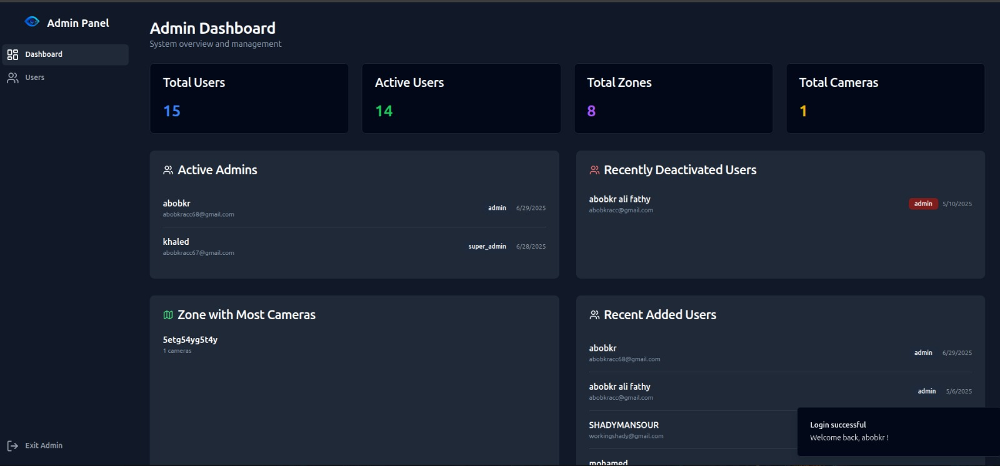 Admin Panel
Dashboard
Users
Exit Admin
Admin Dashboard
System overview and management
Total Users
15
Active Users
14
Total Zones
8
Total Cameras
1
Active Admins
abobkr
abobkracc68@gmail.com
admin 6/29/2025
khaled
abobkracc67@gmail.com
super_admin 6/28/2025
Recently Deactivated Users
abobkr ali fathy
abobkracc@gmail.com
admin 5/10/2025
Zone with Most Cameras
5etg54yg5t4y
1 cameras
Recent Added Users
abobkr
abobkracc68@gmail.com
admin 6/29/2025
abobkr ali fathy
abobkracc@gmail.com
admin 5/6/2025
SHADYMANSOUR
workingshady@gmail.com
mohamed
Login successful
Welcome back, abobkr !